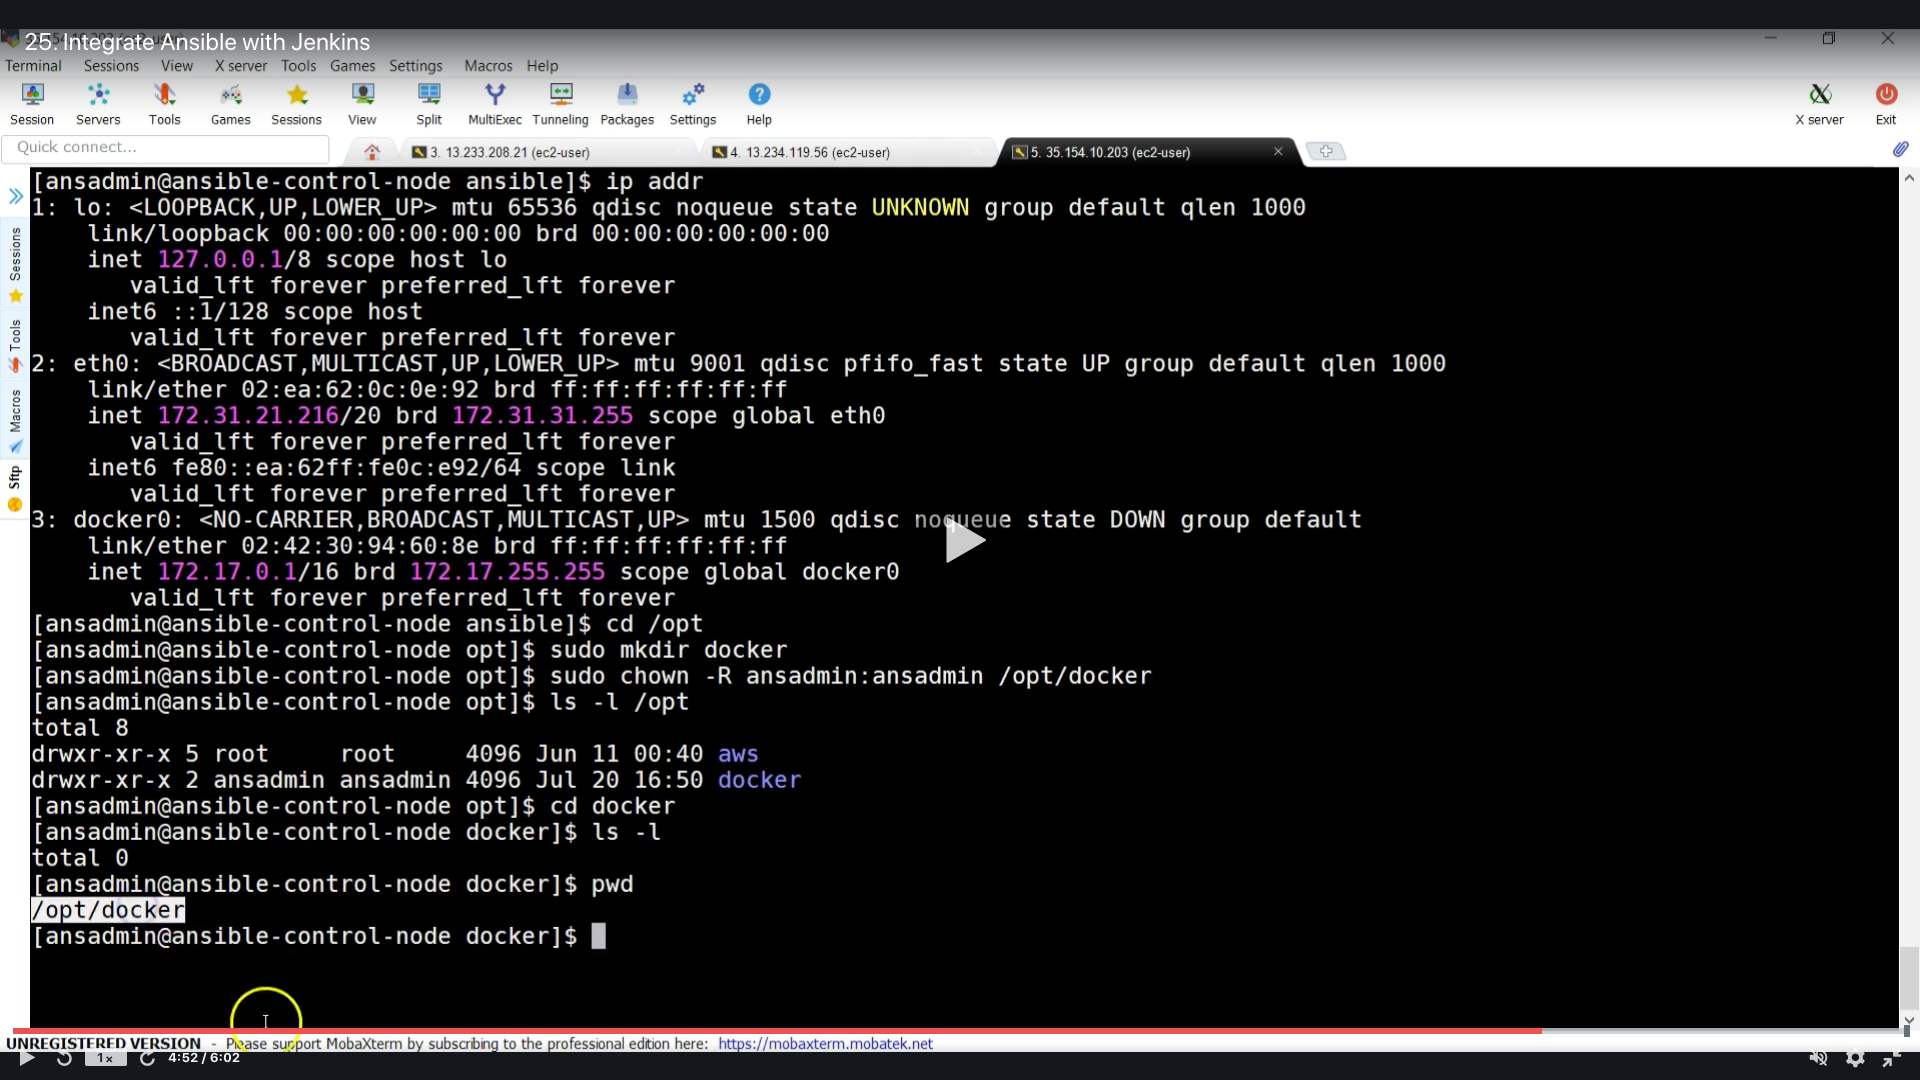 25. Integrate Ansible with Jenkins
Terminal Sessions View X server Tools Games Settings Macros Help
Session Servers Tools Games Sessions View Split MultiExec Tunneling Packages Settings Help X server Exit
Quick connect...
3. 13.233.208.21 (ec2-user)
4. 13.234.119.56 (ec2-user)
5. 35.154.10.203 (ec2-user)
Sessions
Tools
Macros
Sftp
[ansadmin@ansible-control-node ansible]$ ip addr
1: lo: <LOOPBACK,UP,LOWER_UP> mtu 65536 qdisc noqueue state UNKNOWN group default qlen 1000
link/loopback 00:00:00:00:00:00 brd 00:00:00:00:00:00
inet 127.0.0.1/8 scope host lo
valid_lft forever preferred_lft forever
inet6 ::1/128 scope host
valid_lft forever preferred_lft forever
2: eth0: <BROADCAST,MULTICAST,UP,LOWER_UP> mtu 9001 qdisc pfifo_fast state UP group default qlen 1000
link/ether 02:ea:62:0c:0e:92 brd ff:ff:ff:ff:ff:ff
inet 172.31.21.216/20 brd 172.31.31.255 scope global eth0
valid_lft forever preferred_lft forever
inet6 fe80::ea:62ff:fe0c:e92/64 scope link
valid_lft forever preferred_lft forever
3: docker0: <NO-CARRIER,BROADCAST,MULTICAST,UP> mtu 1500 qdisc noqueue state DOWN group default
link/ether 02:42:30:94:60:8e brd ff:ff:ff:ff:ff:ff
inet 172.17.0.1/16 brd 172.17.255.255 scope global docker0
valid_lft forever preferred_lft forever
[ansadmin@ansible-control-node ansible]$ cd /opt
[ansadmin@ansible-control-node opt]$ sudo mkdir docker
[ansadmin@ansible-control-node opt]$ sudo chown -R ansadmin:ansadmin /opt/docker
[ansadmin@ansible-control-node opt]$ ls -l /opt
total 8
drwxr-xr-x 5 root root 4096 Jun 11 00:40 aws
drwxr-xr-x 2 ansadmin ansadmin 4096 Jul 20 16:50 docker
[ansadmin@ansible-control-node opt]$ cd docker
[ansadmin@ansible-control-node docker]$ ls -l
total 0
[ansadmin@ansible-control-node docker]$ pwd
/opt/docker
[ansadmin@ansible-control-node docker]$
UNREGISTERED VERSION - Please support MobaXterm by subscribing to the professional edition here: https://mobaxterm.mobatek.net
1x 4:52 / 6:02